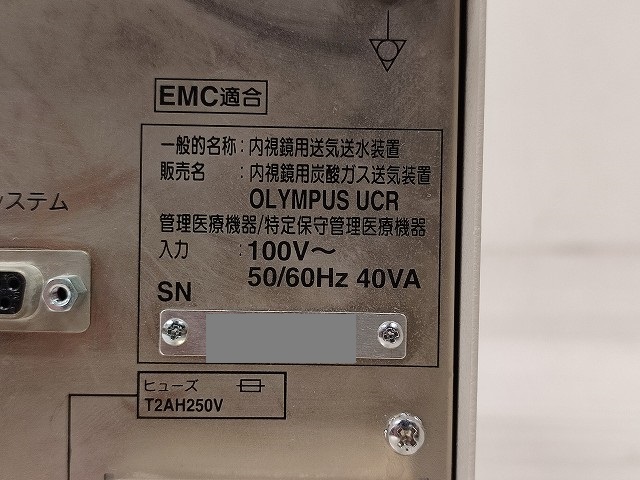 EMC適合
一般的名称：内視鏡用送気送水装置
販売名　：内視鏡用炭酸ガス送気装置
OLYMPUS UCR
管理医療機器/特定保守管理医療機器
入力　：100V～
50/60Hz 40VA
SN
ステム
ヒューズ
T2AH250V